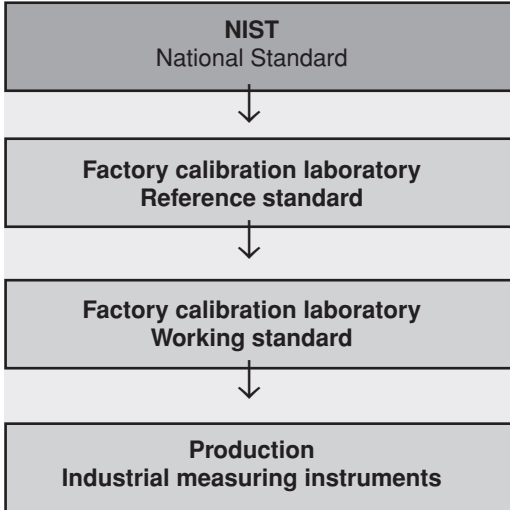 NIST
National Standard
Factory calibration laboratory
Reference standard
Factory calibration laboratory
Working standard
Production
Industrial measuring instruments